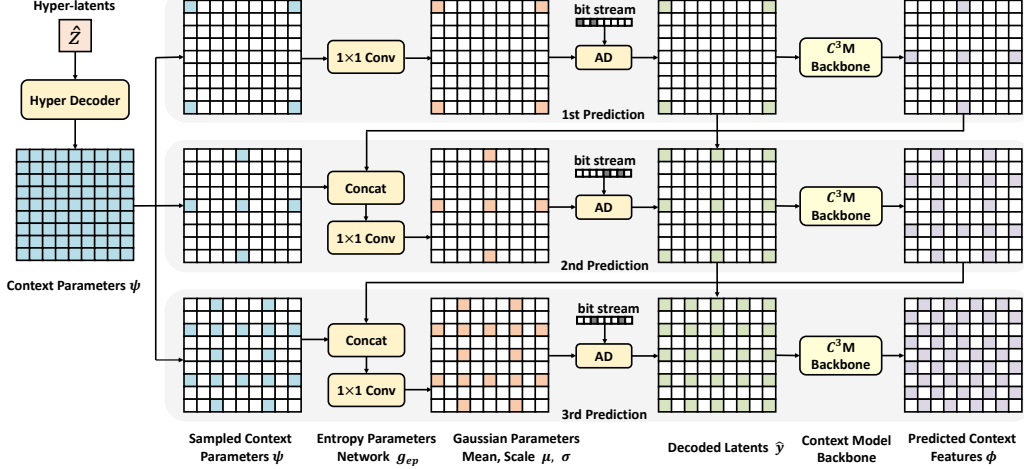 Hyper-latents
Ẑ
Hyper Decoder
Context Parameters ψ
1×1 Conv
bit stream
AD
C³M
Backbone
1st Prediction
Concat
1×1 Conv
bit stream
AD
C³M
Backbone
2nd Prediction
Concat
1×1 Conv
bit stream
AD
C³M
Backbone
3rd Prediction
Sampled Context
Parameters ψ
Entropy Parameters
Network g_ep
Gaussian Parameters
Mean, Scale μ, σ
Decoded Latents ŷ
Context Model
Backbone
Predicted Context
Features ϕ